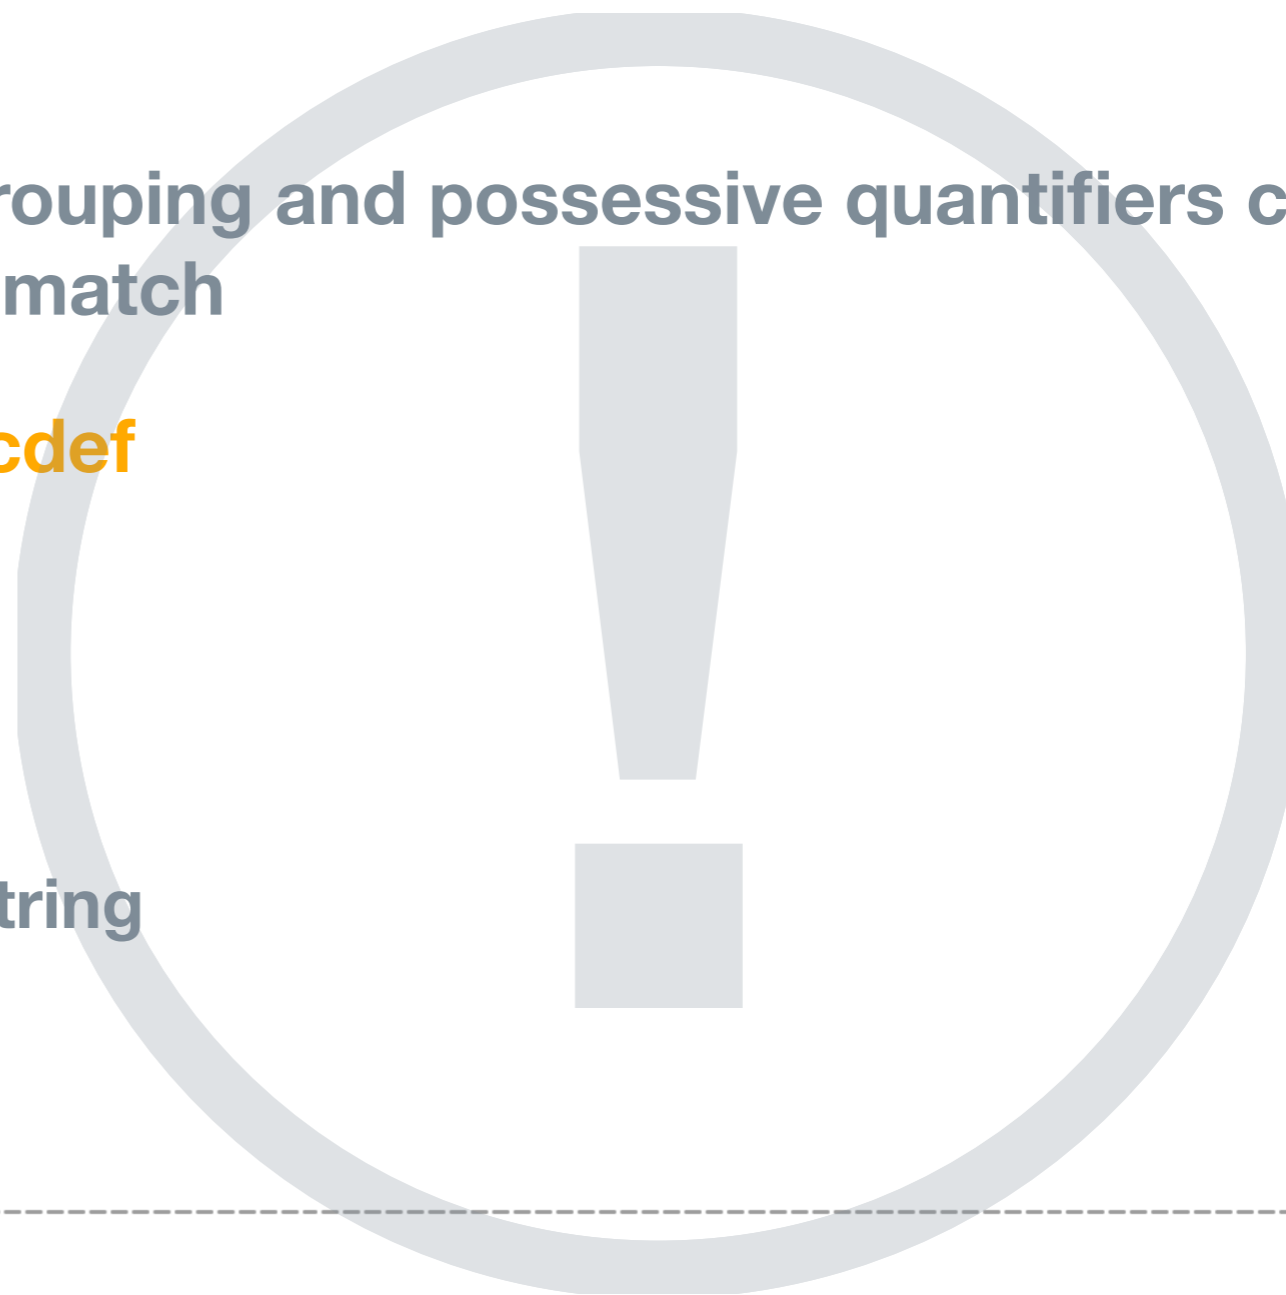 rouping and possessive quantifiers c
match
cdef
tring